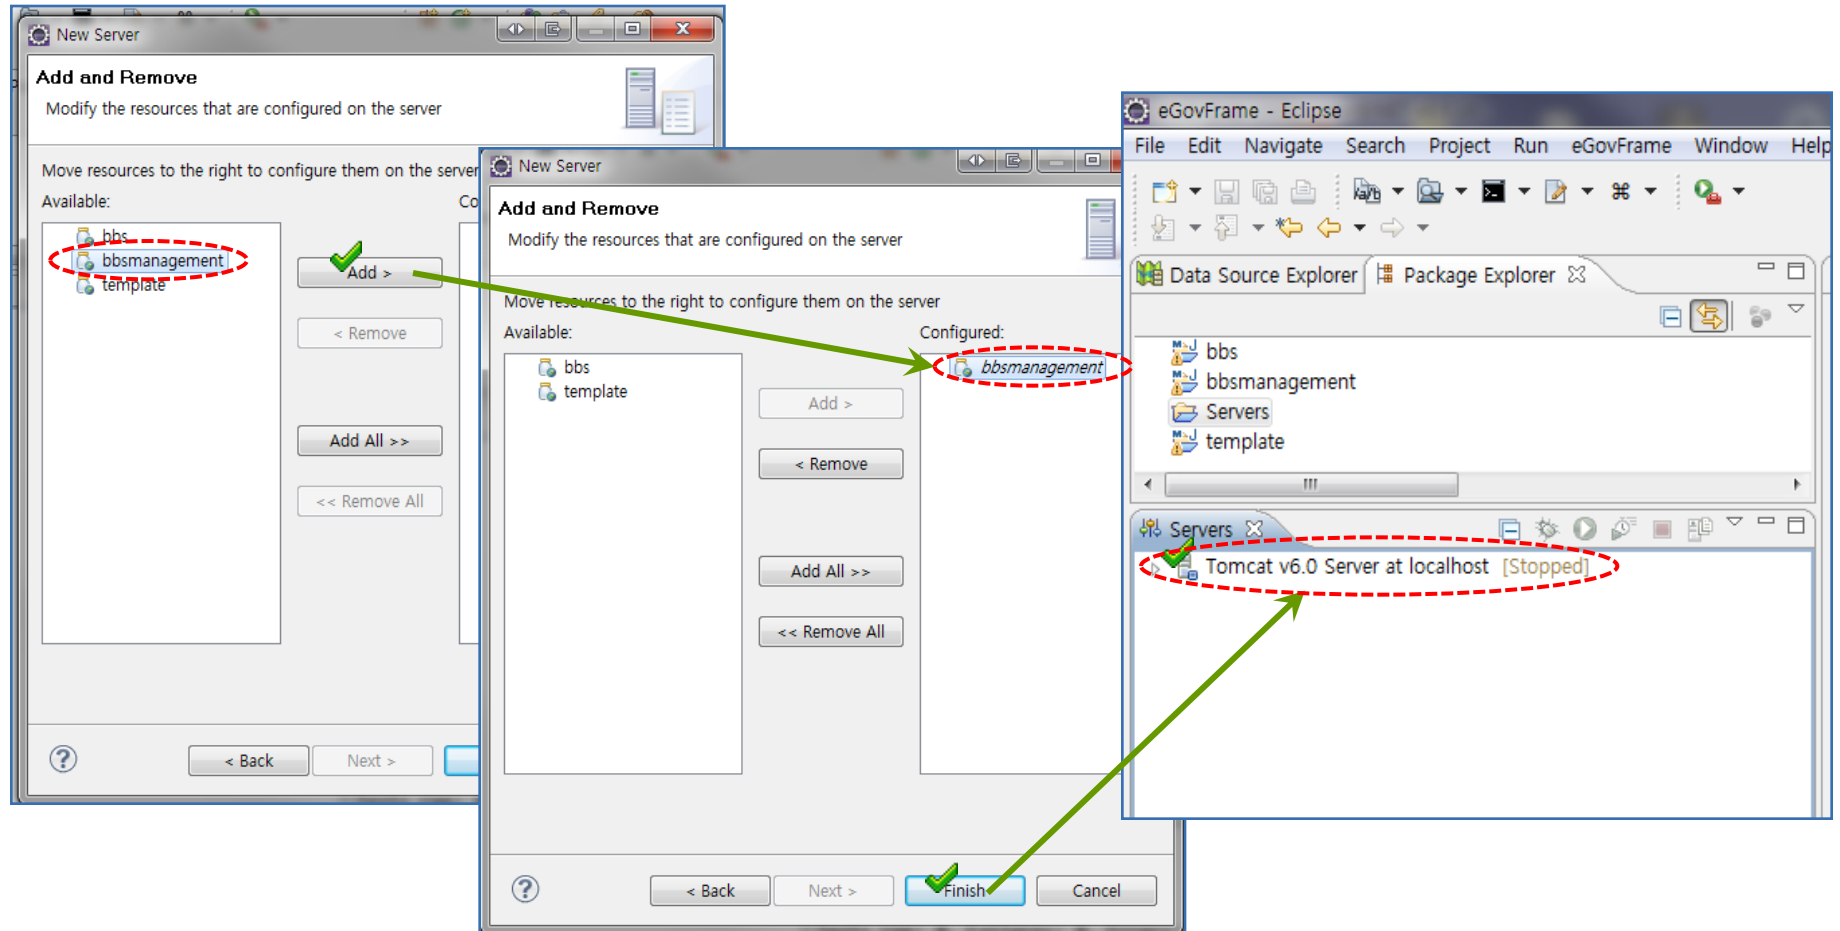 New Server
Add and Remove
Modify the resources that are configured on the server
Move resources to the right to configure them on the server
Available:
Co
bbs
bbsmanagement
template
Add >
< Remove
Add All >>
<< Remove All
< Back
Next >
New Server
Add and Remove
Modify the resources that are configured on the server
Move resources to the right to configure them on the server
Available:
Configured:
bbs
template
bbsmanagement
Add >
< Remove
Add All >>
<< Remove All
< Back
Next >
Finish
Cancel
eGovFrame - Eclipse
File Edit Navigate Search Project Run eGovFrame Window Help
Data Source Explorer Package Explorer
bbs
bbsmanagement
Servers
template
Servers
Tomcat v6.0 Server at localhost [Stopped]